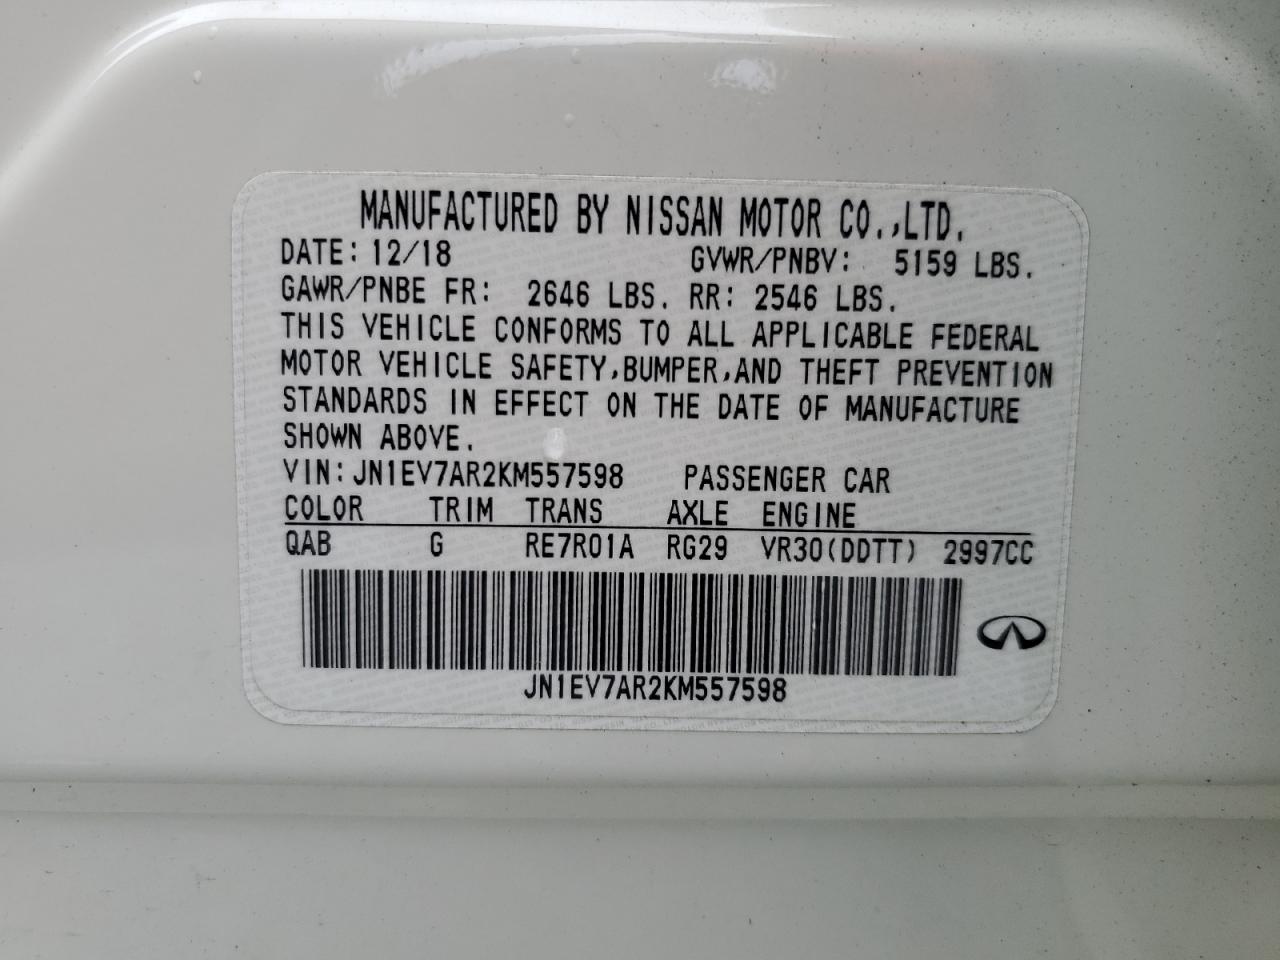 MANUFACTURED BY NISSAN MOTOR CO.,LTD.
DATE: 12/18 GVWR/PNBV: 5159 LBS.
GAWR/PNBE FR: 2646 LBS. RR: 2546 LBS.
THIS VEHICLE CONFORMS TO ALL APPLICABLE FEDERAL
MOTOR VEHICLE SAFETY,BUMPER,AND THEFT PREVENTION
STANDARDS IN EFFECT ON THE DATE OF MANUFACTURE
SHOWN ABOVE.
VIN: JN1EV7AR2KM557598 PASSENGER CAR
COLOR TRIM TRANS AXLE ENGINE
QAB G RE7R01A RG29 VR30(DDTT) 2997CC
JN1EV7AR2KM557598